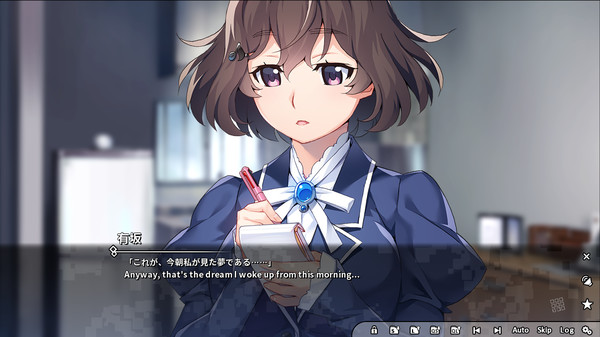 有坂
「これが、今朝私が見た夢である……」
Anyway, that's the dream I woke up from this morning...
Auto Skip Log